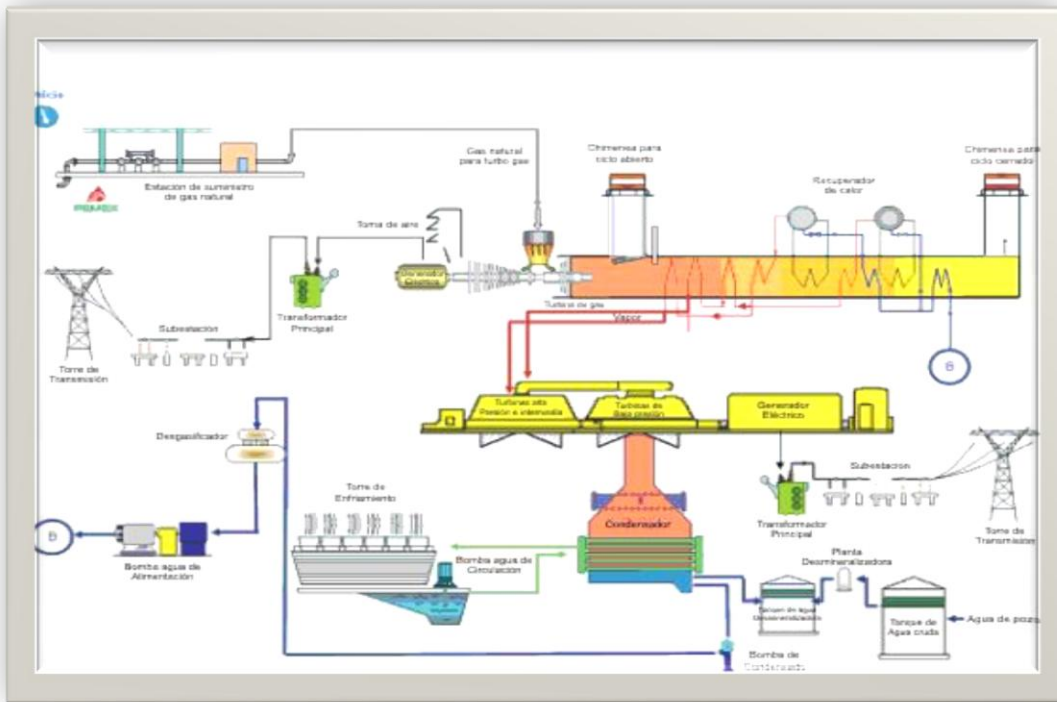 Inicio
Estación de suministro
de gas natural
PEMEX
Gas natural
para turbo gas
Chimenea para
ciclo abierto
Recuperador
de calor
Chimenea para
ciclo cerrado
Toma de aire
Generador
Eléctrico
Turbina de gas
Vapor
Transformador
Principal
Subestación
Torre de
Transmisión
B
Turbinas alta
Presión e intermedia
Turbinas de
Baja presión
Generador
Eléctrico
Desgasificador
Torre de
Enfriamiento
Condensador
Subestacion
Transformador
Principal
Torre de
Transmision
B
Bomba agua de
Alimentación
Bomba agua de
Circulación
Planta
Desmineralizadora
Tanque de agua
Desmineralizada
Tanque de
Agua cruda
Agua de pozo
Bomba de
Condensado